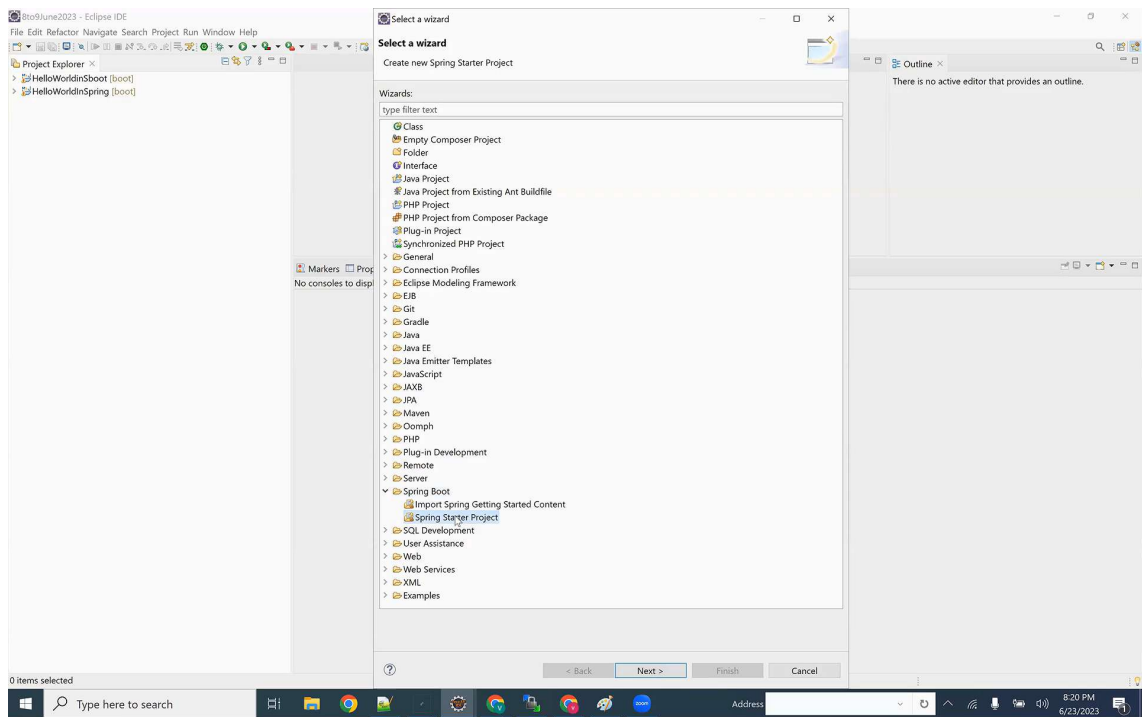 8to9June2023 - Eclipse IDE
File Edit Refactor Navigate Search Project Run Window Help
Project Explorer
HelloWorldinSboot [boot]
HelloWorldInSpring [boot]
Select a wizard
Select a wizard
Create new Spring Starter Project
Wizards:
type filter text
Class
Empty Composer Project
Folder
Interface
Java Project
Java Project from Existing Ant Buildfile
PHP Project
PHP Project from Composer Package
Plug-in Project
Synchronized PHP Project
General
Connection Profiles
Eclipse Modeling Framework
EJB
Git
Gradle
Java
Java EE
Java Emitter Templates
JavaScript
JAXB
JPA
Maven
Oomph
PHP
Plug-in Development
Remote
Server
Spring Boot
Import Spring Getting Started Content
Spring Starter Project
SQL Development
User Assistance
Web
Web Services
XML
Examples
< Back Next > Finish Cancel
Outline
There is no active editor that provides an outline.
Markers Prop
No consoles to displ
0 items selected
Type here to search
zoom
Address
8:20 PM
6/23/2023